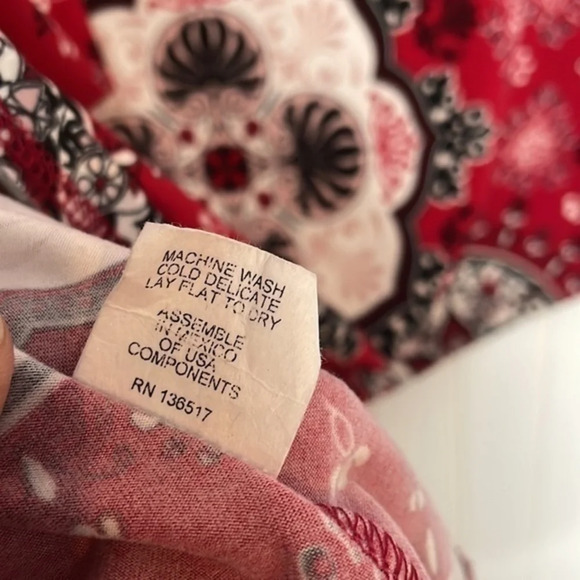 MACHINE WASH
COLD DELICATE
LAY FLAT TO DRY
ASSEMBLE
IN MEXICO
OF USA
COMPONENTS
RN 136517